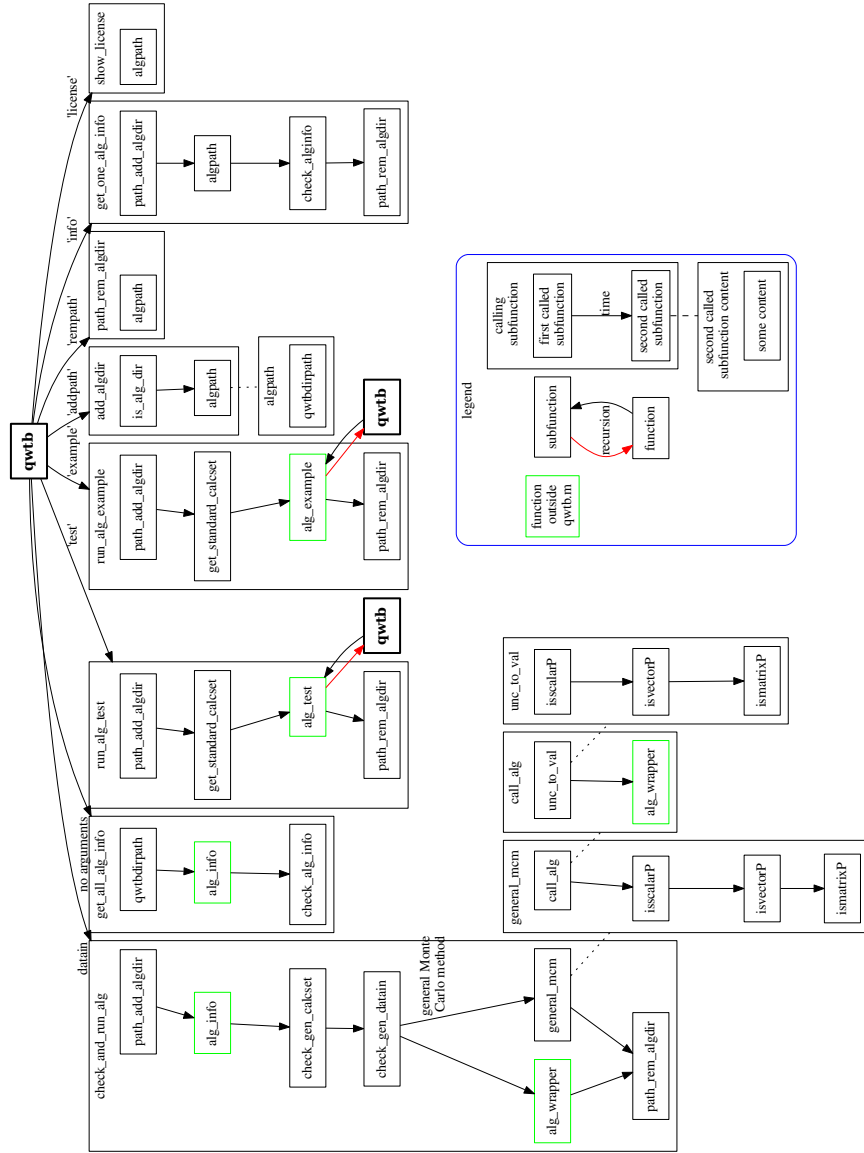 qwtb
datain
no arguments
'test'
'example'
'addpath'
'rempath'
'info'
'license'
check_and_run_alg
path_add_algdir
alg_info
check_gen_calcset
check_gen_datain
general Monte
Carlo method
alg_wrapper
general_mcm
path_rem_algdir
get_all_alg_info
qwtbdirpath
alg_info
check_alg_info
run_alg_test
path_add_algdir
get_standard_calcset
alg_test
path_rem_algdir
qwtb
run_alg_example
path_add_algdir
get_standard_calcset
alg_example
path_rem_algdir
qwtb
add_algdir
is_alg_dir
algpath
algpath
qwtbdirpath
path_rem_algdir
algpath
get_one_alg_info
path_add_algdir
algpath
check_alginfo
path_rem_algdir
show_license
algpath
general_mcm
call_alg
isscalarP
isvectorP
ismatrixP
call_alg
unc_to_val
alg_wrapper
unc_to_val
isscalarP
isvectorP
ismatrixP
legend
function
outside
qwtb.m
subfunction
recursion
function
calling
subfunction
first called
subfunction
time
second called
subfunction
second called
subfunction content
some content